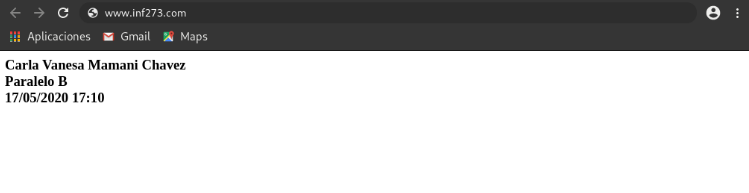 www.inf273.com
Aplicaciones Gmail Maps
Carla Vanesa Mamani Chavez
Paralelo B
17/05/2020 17:10